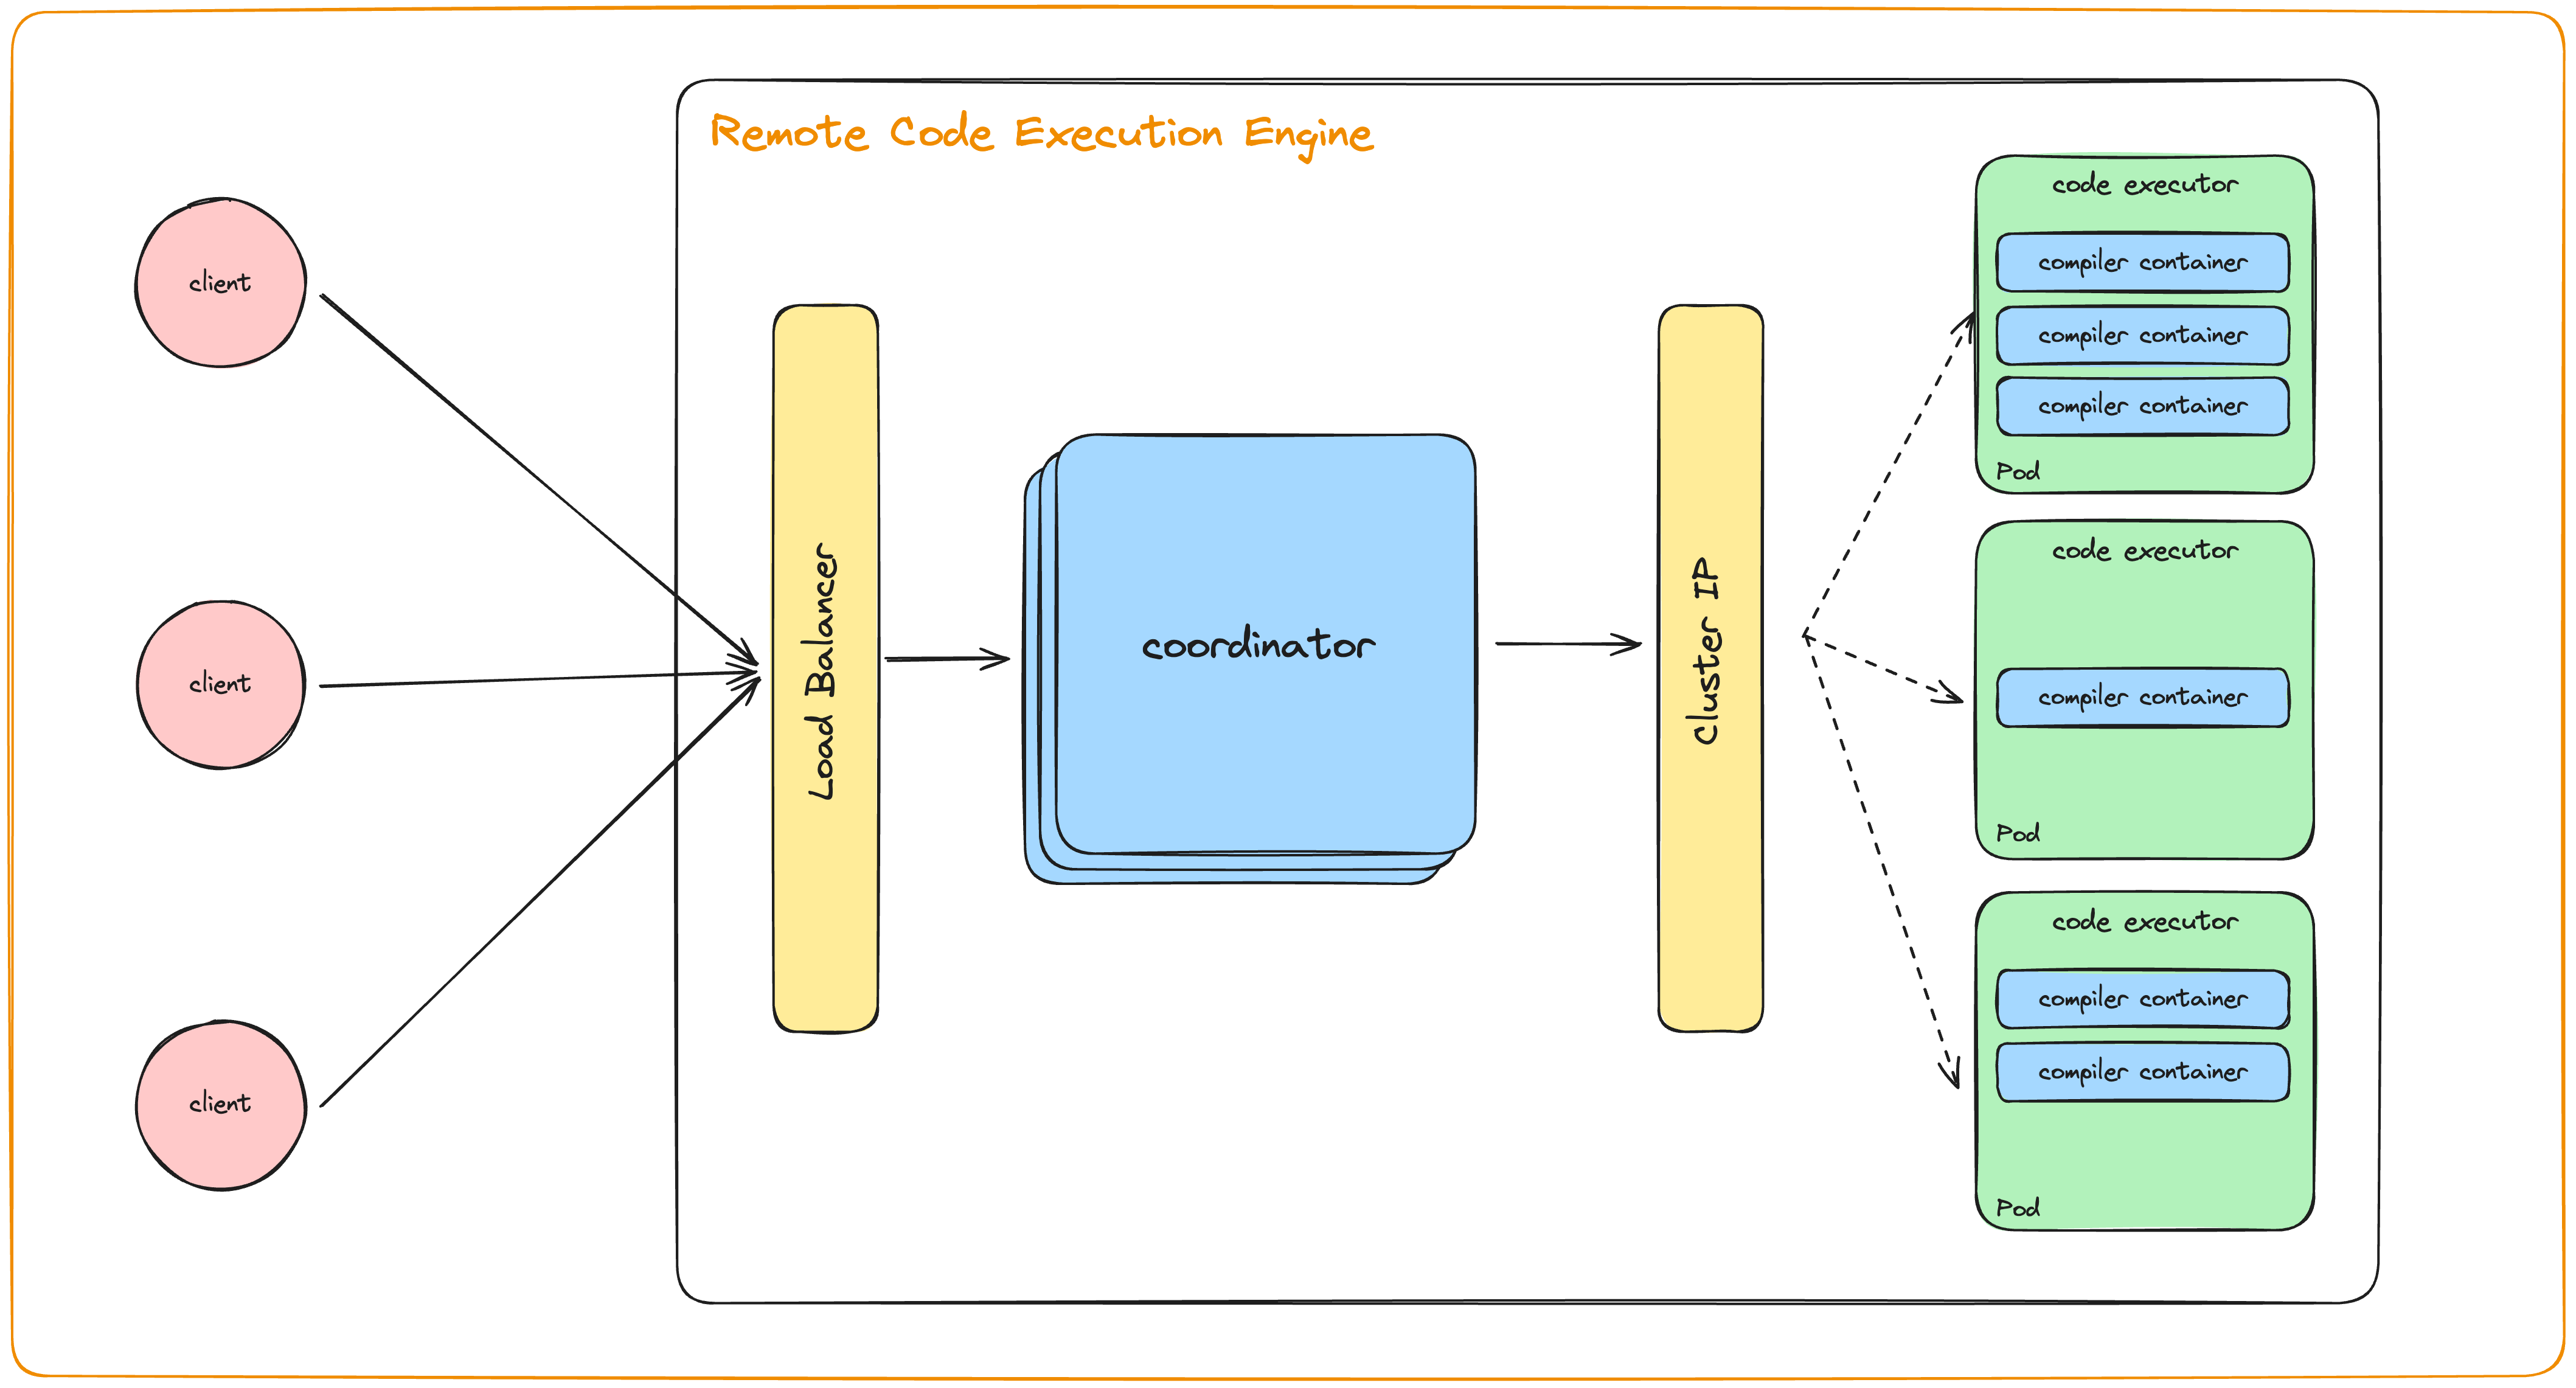 Remote Code Execution Engine
client
client
client
Load Balancer
coordinator
Cluster IP
code executor
compiler container
compiler container
compiler container
Pod
code executor
compiler container
Pod
code executor
compiler container
compiler container
Pod